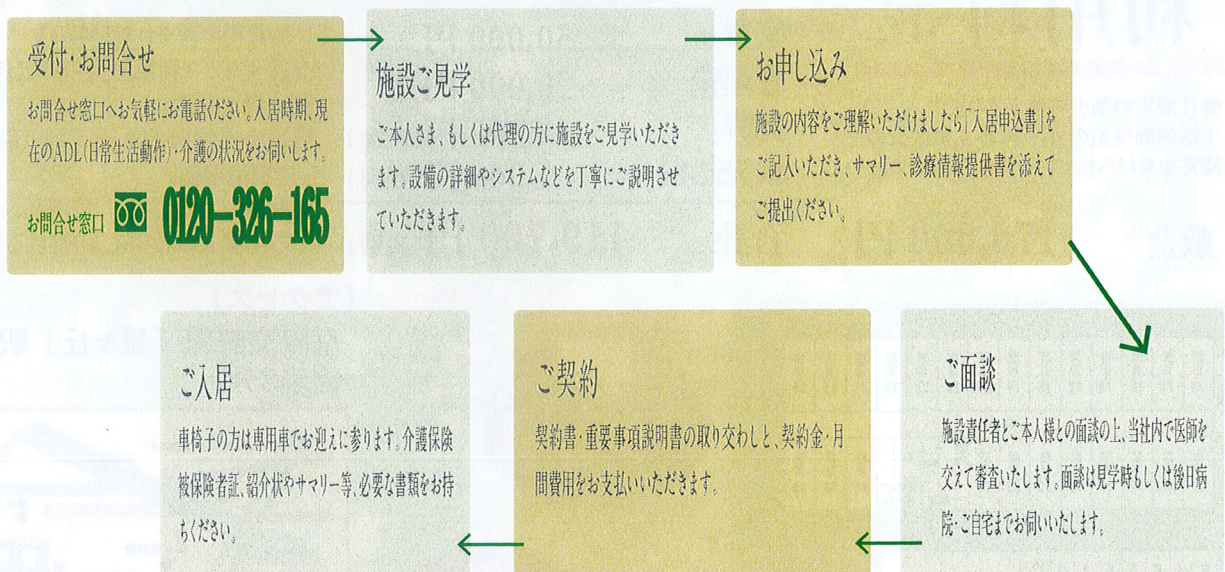 受付・お問合せ
お問合せ窓口へお気軽にお電話ください。入居時期、現
在のADL(日常生活動作)・介護の状況をお伺いします。
お問合せ窓口 0120-326-165
施設ご見学
ご本人さま、もしくは代理の方に施設をご見学いただき
ます。設備の詳細やシステムなどを丁寧にご説明させ
ていただきます。
お申し込み
施設の内容をご理解いただけましたら「入居申込書」を
ご記入いただき、サマリー、診療情報提供書を添えて
ご提出ください。
ご面談
施設責任者とご本人様との面談の上、当社内で医師を
交えて審査いたします。面談は見学時もしくは後日病
院・ご自宅までお伺いいたします。
ご契約
契約書・重要事項説明書の取り交わしと、契約金・月
間費用をお支払いいただきます。
ご入居
車椅子の方は専用車でお迎えに参ります。介護保険
被保険者証、紹介状やサマリー等、必要な書類をお持
ちください。